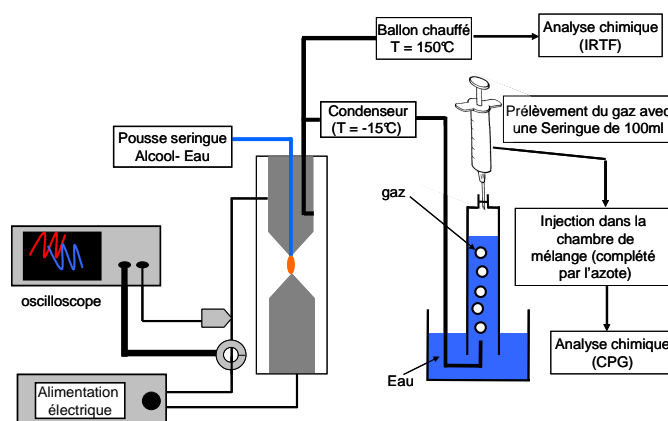 Ballon chauffé
T = 150°C
Analyse chimique
(IRTF)
Condenseur
(T = -15°C)
Prélèvement du gaz avec
une Seringue de 100ml
Pousse seringue
Alcool- Eau
gaz
Injection dans la
chambre de
mélange (complété
par l'azote)
oscilloscope
Analyse chimique
(CPG)
Eau
Alimentation
électrique